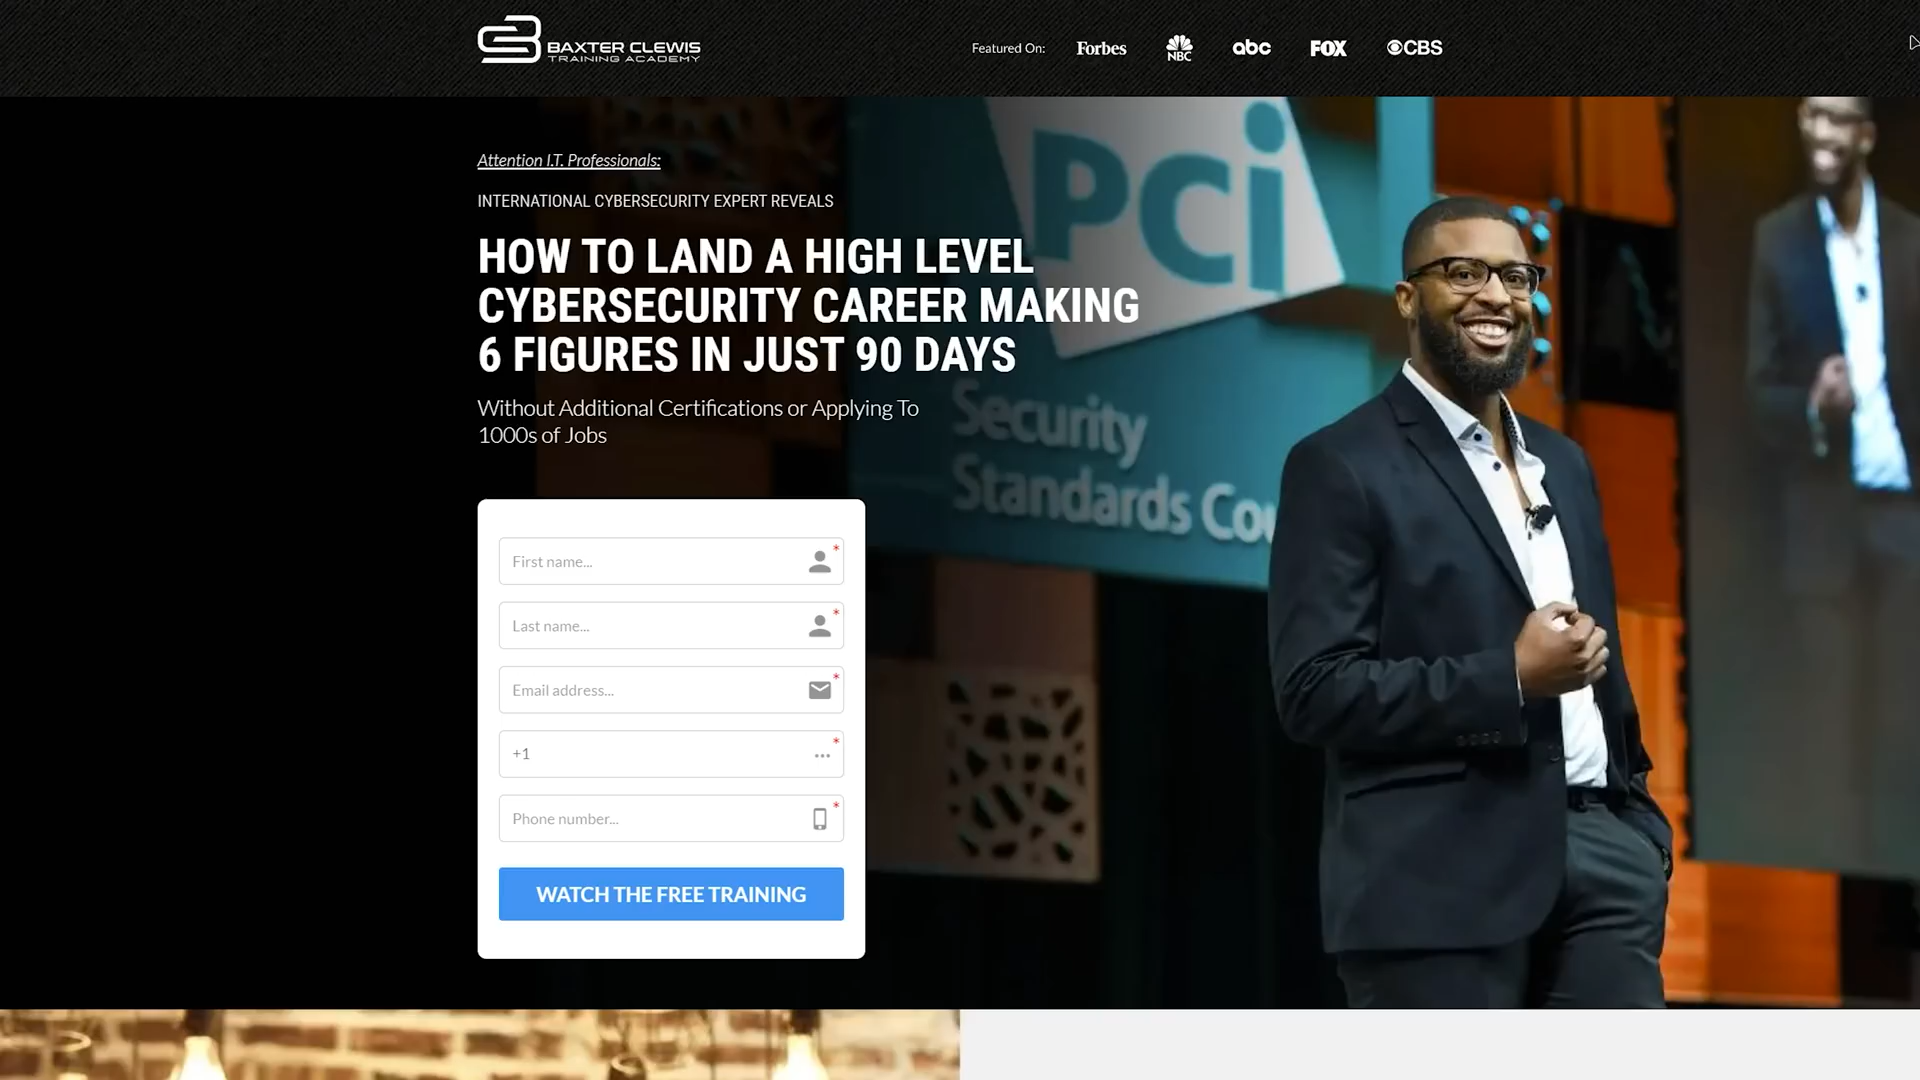 BAXTER CLEWIS
TRAINING ACADEMY
Featured On:
Forbes
NBC
abc
FOX
CBS
Attention I.T. Professionals:
INTERNATIONAL CYBERSECURITY EXPERT REVEALS
HOW TO LAND A HIGH LEVEL
CYBERSECURITY CAREER MAKING
6 FIGURES IN JUST 90 DAYS
Without Additional Certifications or Applying To
1000s of Jobs
PCi
Security
Standards Cou
First name... *
Last name... *
Email address... *
+1 ... *
Phone number... *
WATCH THE FREE TRAINING